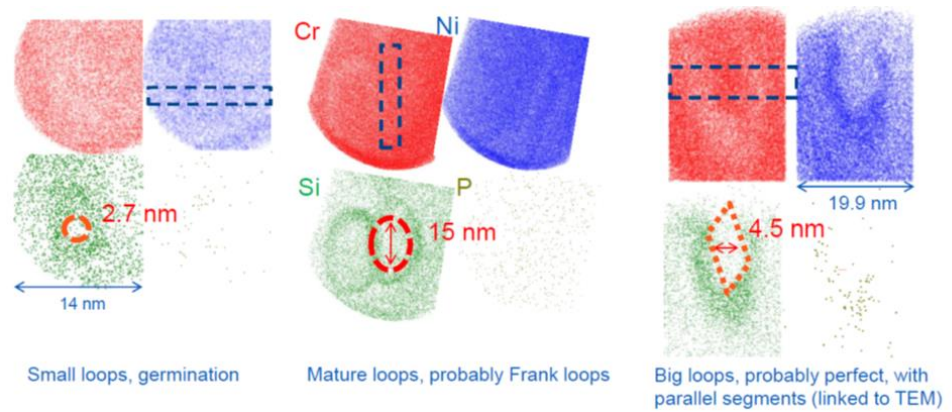 Cr
Ni
2.7 nm
Si
P
15 nm
19.9 nm
4.5 nm
14 nm
Small loops, germination
Mature loops, probably Frank loops
Big loops, probably perfect, with
parallel segments (linked to TEM)